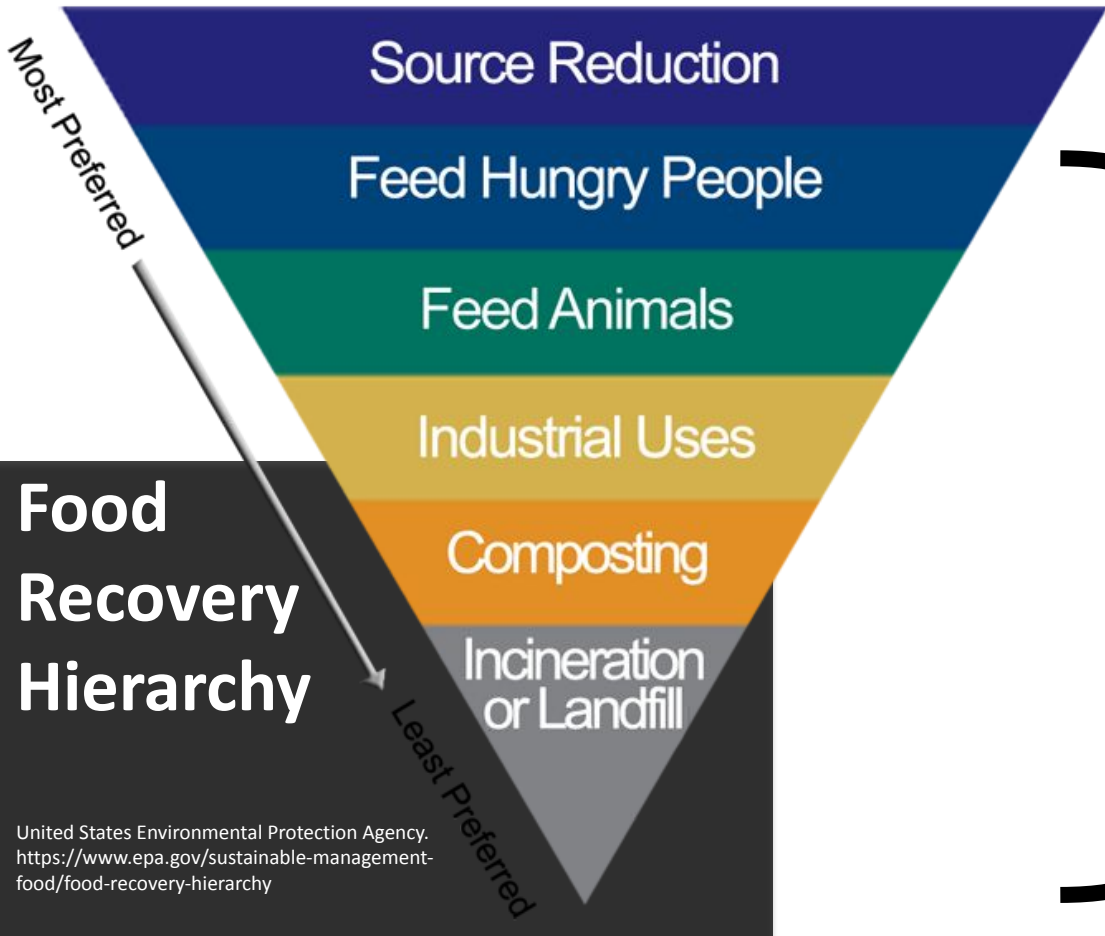 Most Preferred
Source Reduction
Feed Hungry People
Feed Animals
Industrial Uses
Composting
Incineration
or Landfill
Least Preferred
Food
Recovery
Hierarchy
United States Environmental Protection Agency.
https://www.epa.gov/sustainable-management-
food/food-recovery-hierarchy